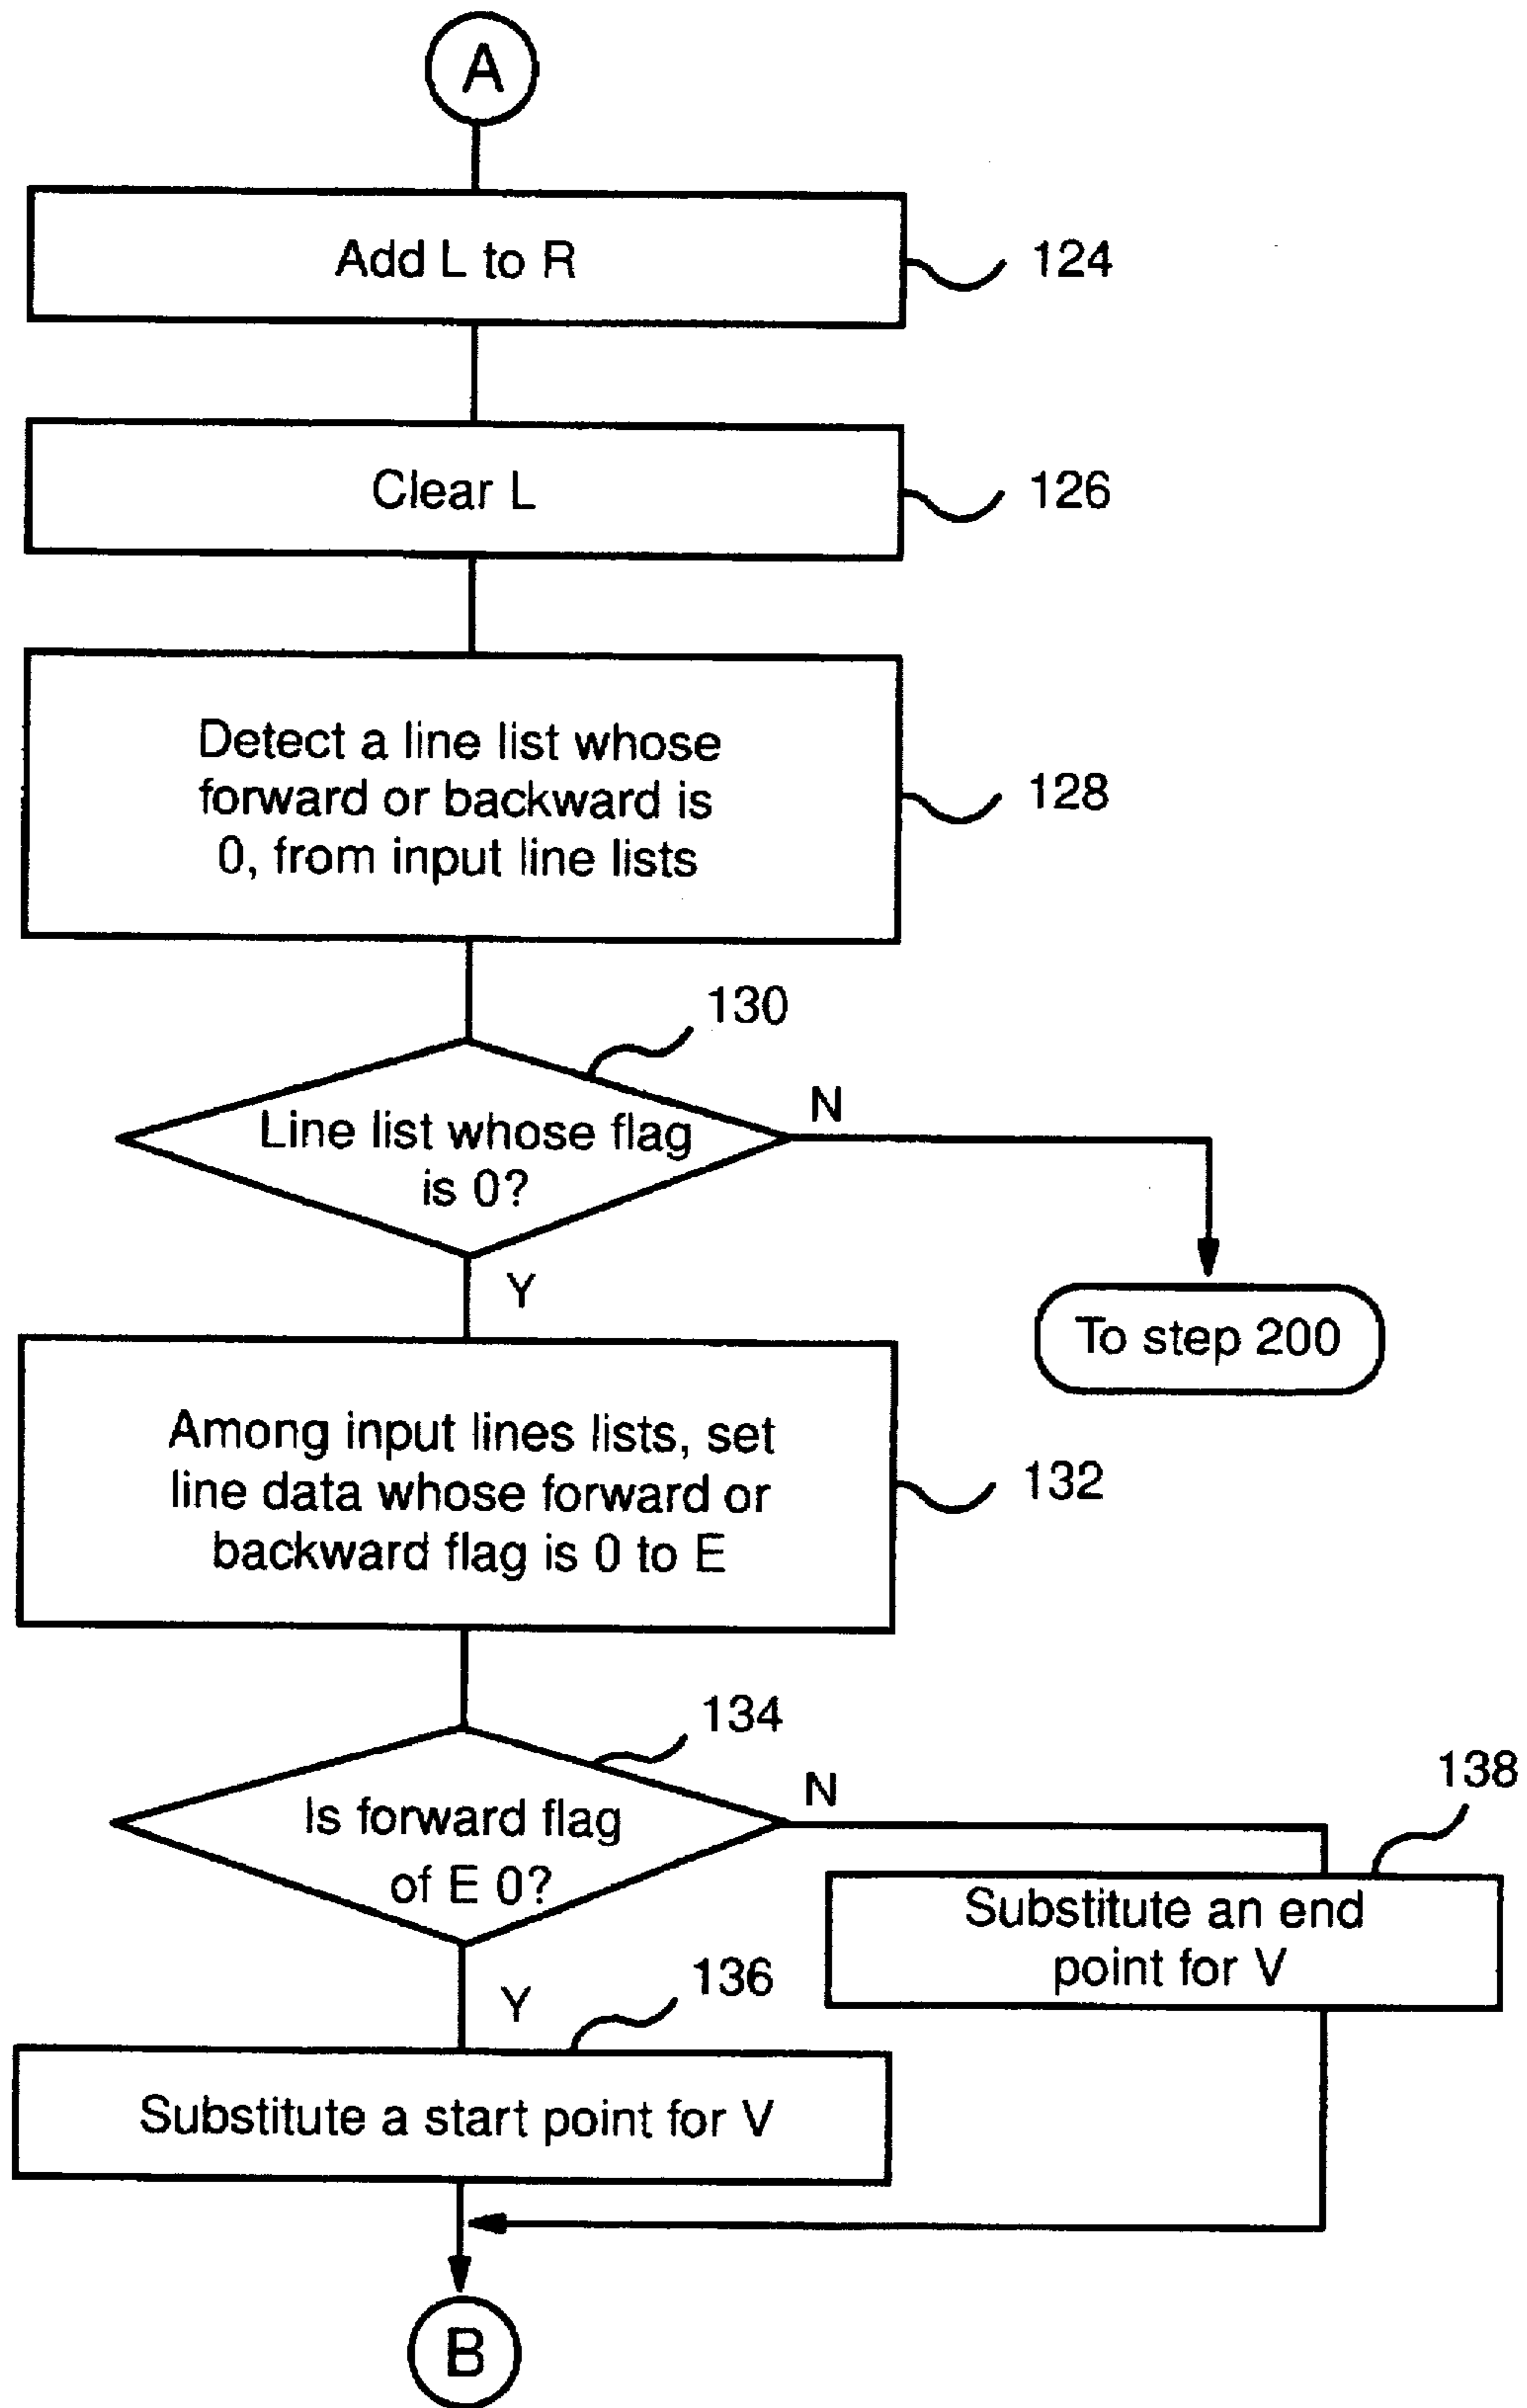 A
Add L to R
124
Clear L
126
Detect a line list whose
forward or backward is
0, from input line lists
128
130
Line list whose flag
is 0?
N
Y
To step 200
Among input lines lists, set
line data whose forward or
backward flag is 0 to E
132
134
Is forward flag
of E 0?
N
138
Substitute an end
point for V
Y
136
Substitute a start point for V
B